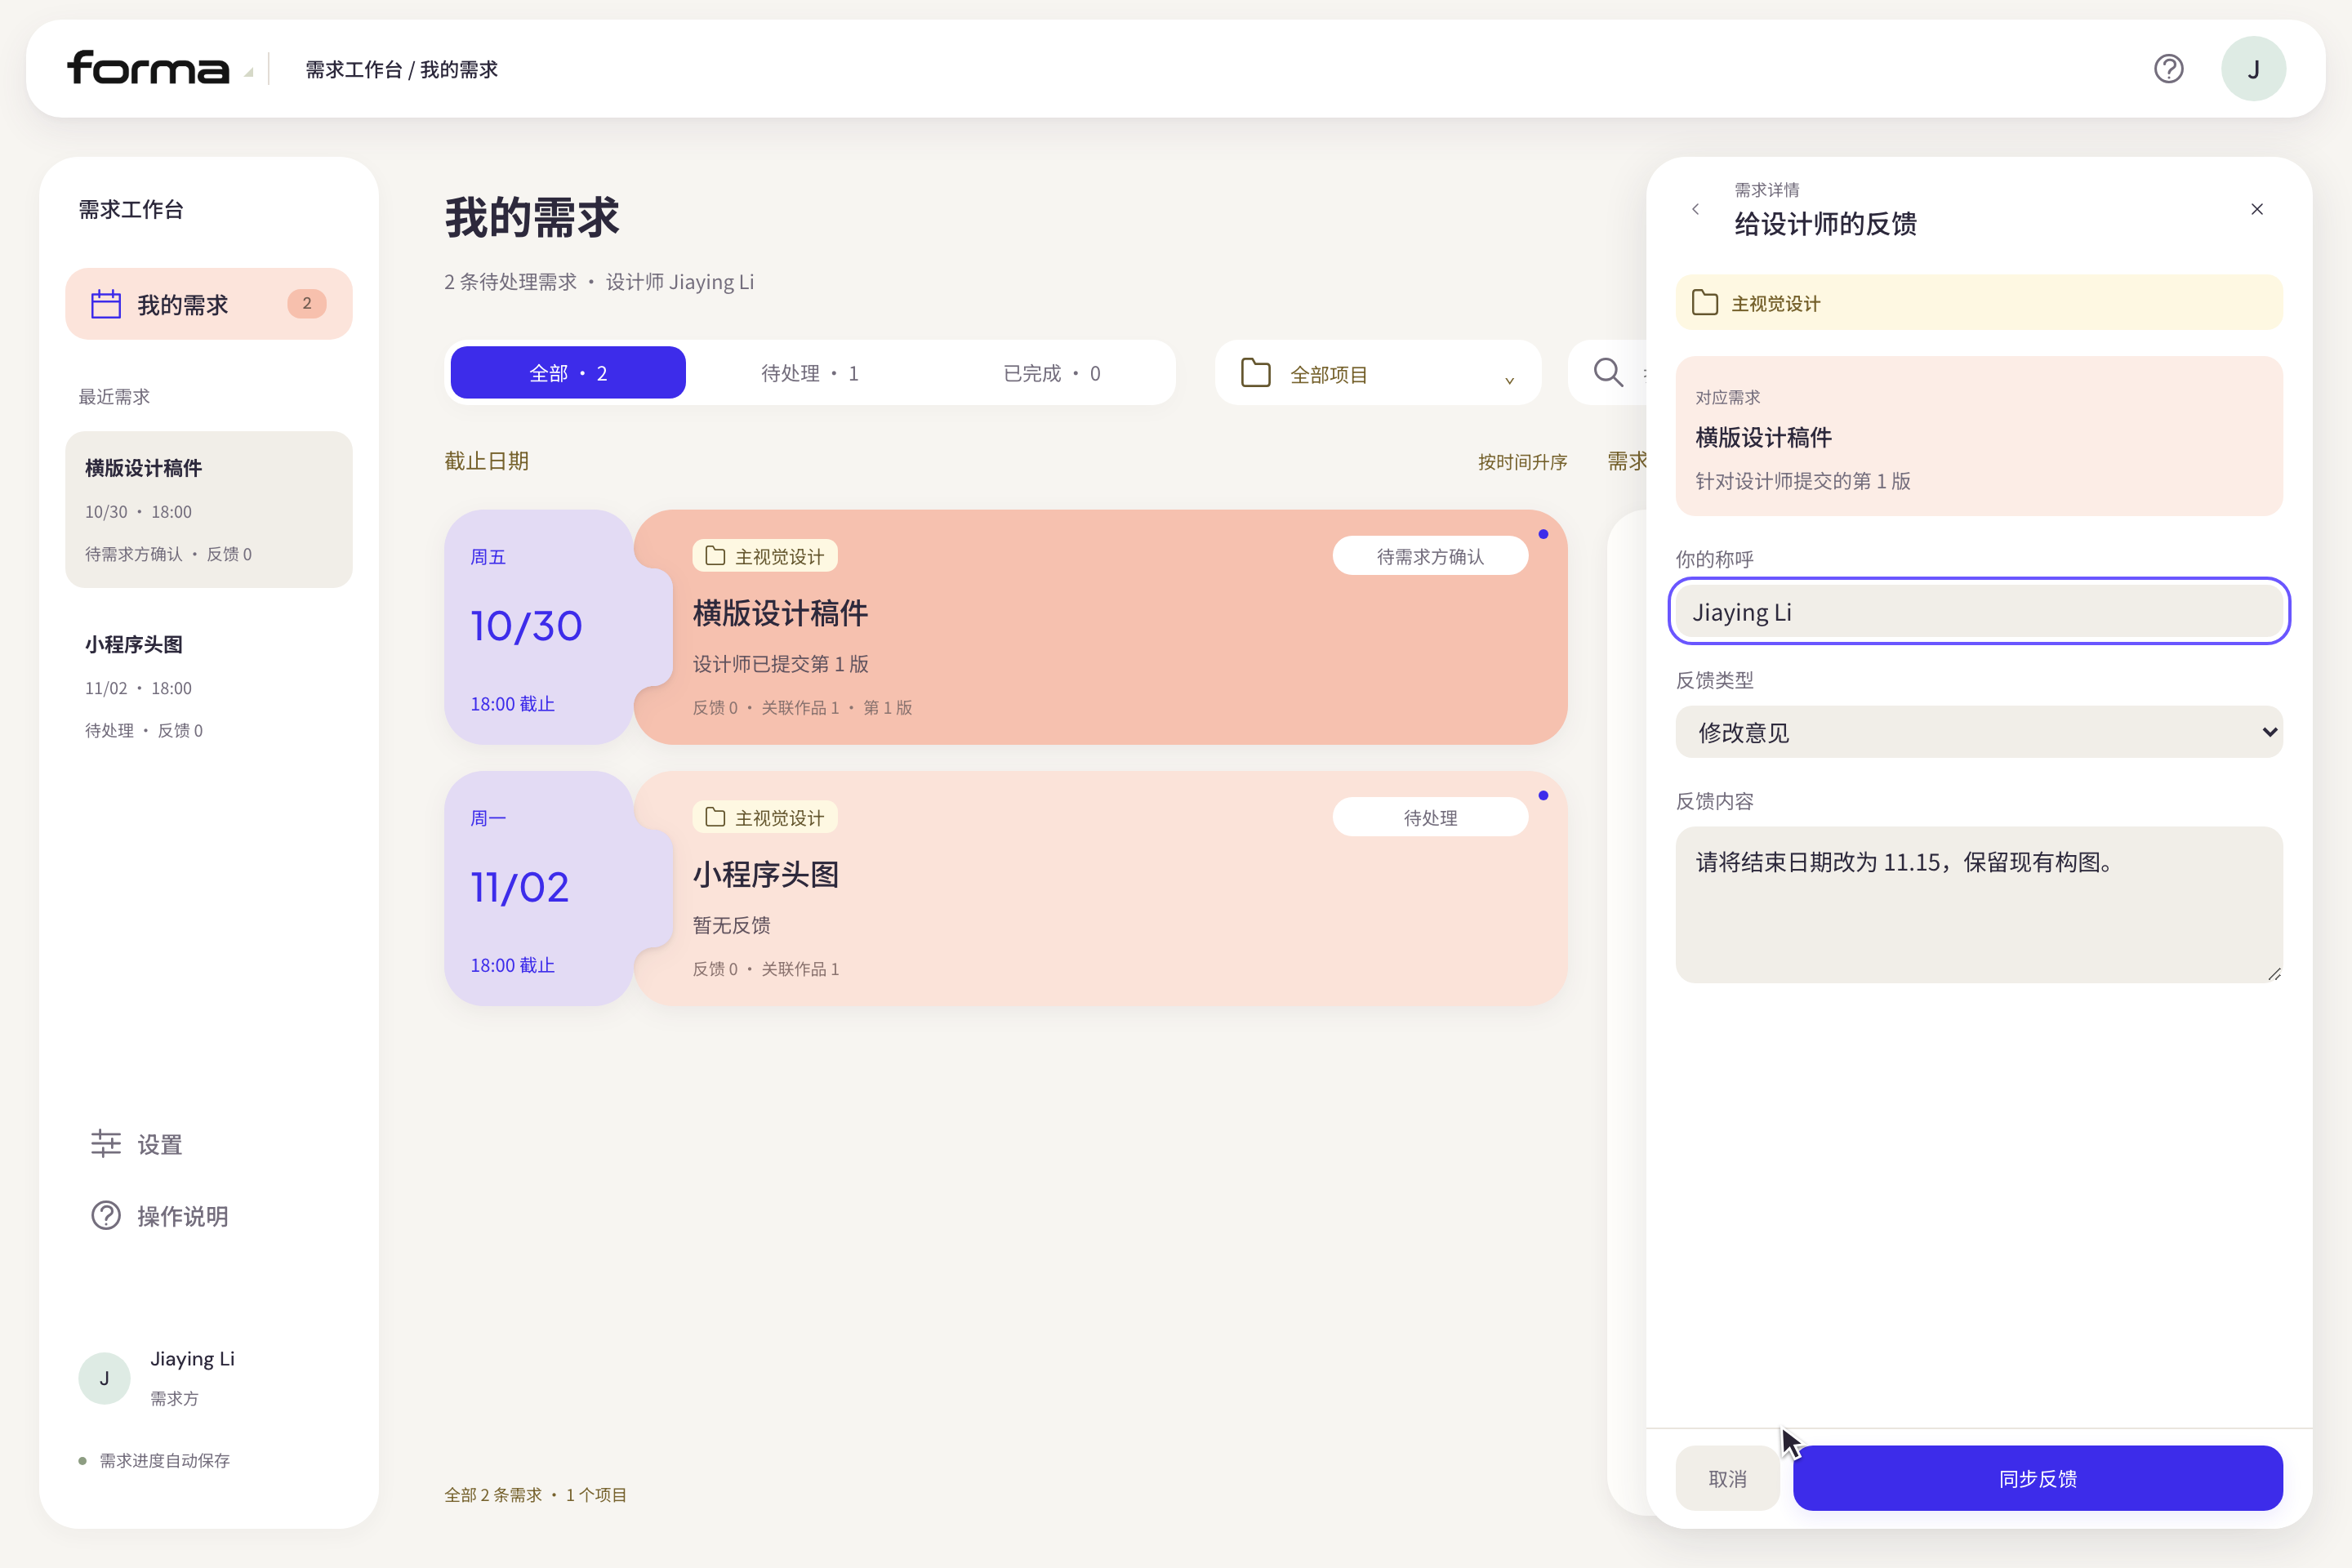 forma
需求工作台 / 我的需求
J
需求工作台
我的需求
2
最近需求
横版设计稿件
10/30 · 18:00
待需求方确认 · 反馈 0
小程序头图
11/02 · 18:00
待处理 · 反馈 0
设置
操作说明
J
Jiaying Li
需求方
需求进度自动保存
我的需求
2 条待处理需求 · 设计师 Jiaying Li
全部 · 2
待处理 · 1
已完成 · 0
全部项目
截止日期
按时间升序
需求
周五
10/30
18:00 截止
主视觉设计
待需求方确认
横版设计稿件
设计师已提交第 1 版
反馈 0 · 关联作品 1 · 第 1 版
周一
11/02
18:00 截止
主视觉设计
待处理
小程序头图
暂无反馈
反馈 0 · 关联作品 1
全部 2 条需求 · 1 个项目
需求详情
给设计师的反馈
主视觉设计
对应需求
横版设计稿件
针对设计师提交的第 1 版
你的称呼
Jiaying Li
反馈类型
修改意见
反馈内容
请将结束日期改为 11.15，保留现有构图。
取消
同步反馈